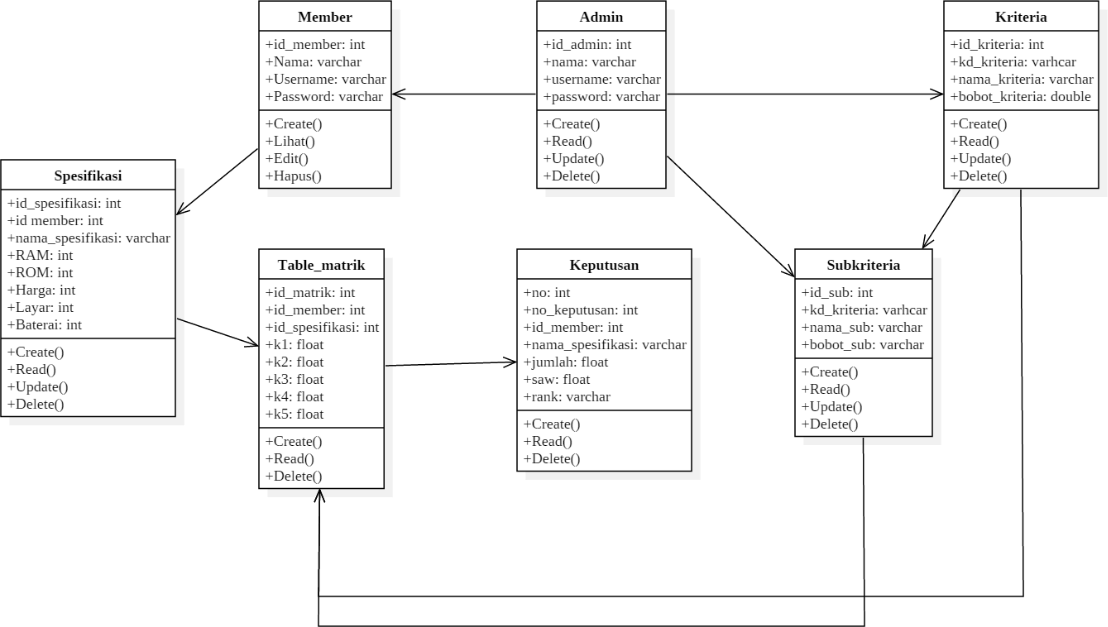 Member
+id_member: int
+Nama: varchar
+Username: varchar
+Password: varchar
+Create()
+Lihat()
+Edit()
+Hapus()
Admin
+id_admin: int
+nama: varchar
+username: varchar
+password: varchar
+Create()
+Read()
+Update()
+Delete()
Kriteria
+id_kriteria: int
+kd_kriteria: varhcar
+nama_kriteria: varchar
+bobot_kriteria: double
+Create()
+Read()
+Update()
+Delete()
Spesifikasi
+id_spesifikasi: int
+id member: int
+nama_spesifikasi: varchar
+RAM: int
+ROM: int
+Harga: int
+Layar: int
+Baterai: int
+Create()
+Read()
+Update()
+Delete()
Table_matrik
+id_matrik: int
+id_member: int
+id_spesifikasi: int
+k1: float
+k2: float
+k3: float
+k4: float
+k5: float
+Create()
+Read()
+Delete()
Keputusan
+no: int
+no_keputusan: int
+id_member: int
+nama_spesifikasi: varchar
+jumlah: float
+saw: float
+rank: varchar
+Create()
+Read()
+Delete()
Subkriteria
+id_sub: int
+kd_kriteria: varhcar
+nama_sub: varchar
+bobot_sub: varchar
+Create()
+Read()
+Update()
+Delete()